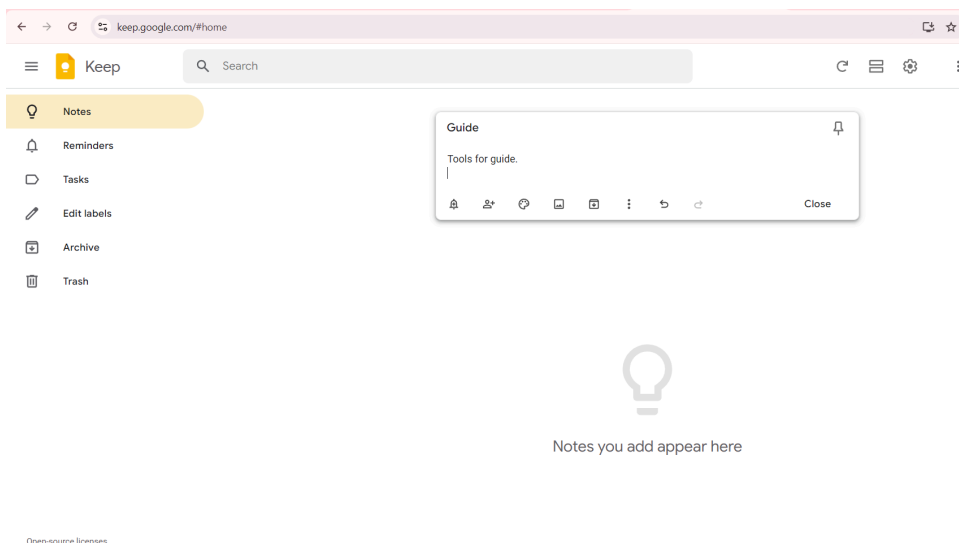 keep.google.com/#home
Keep
Search
Notes
Reminders
Tasks
Edit labels
Archive
Trash
Guide
Tools for guide.
Close
Notes you add appear here
Open-source licenses